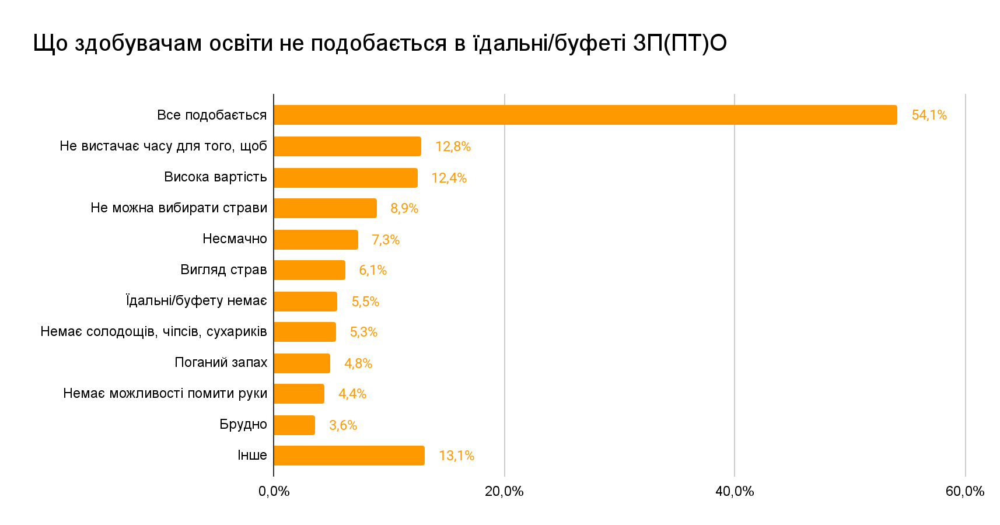 Що здобувачам освіти не подобається в їдальні/буфеті ЗП(ПТ)О
Все подобається 54,1%
Не вистачає часу для того, щоб 12,8%
Висока вартість 12,4%
Не можна вибирати страви 8,9%
Несмачно 7,3%
Вигляд страв 6,1%
Їдальні/буфету немає 5,5%
Немає солодощів, чіпсів, сухариків 5,3%
Поганий запах 4,8%
Немає можливості помити руки 4,4%
Брудно 3,6%
Інше 13,1%
0,0% 20,0% 40,0% 60,0%